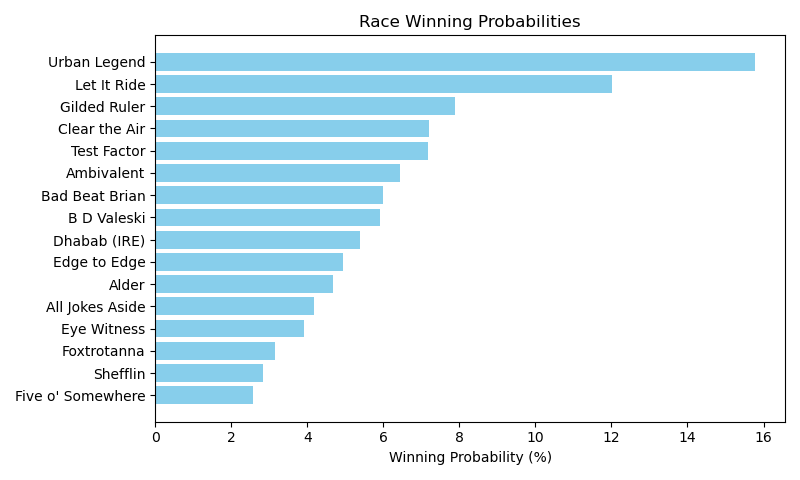 Race Winning Probabilities
Urban Legend
Let It Ride
Gilded Ruler
Clear the Air
Test Factor
Ambivalent
Bad Beat Brian
B D Valeski
Dhabab (IRE)
Edge to Edge
Alder
All Jokes Aside
Eye Witness
Foxtrotanna
Shefflin
Five o' Somewhere
0 2 4 6 8 10 12 14 16
Winning Probability (%)